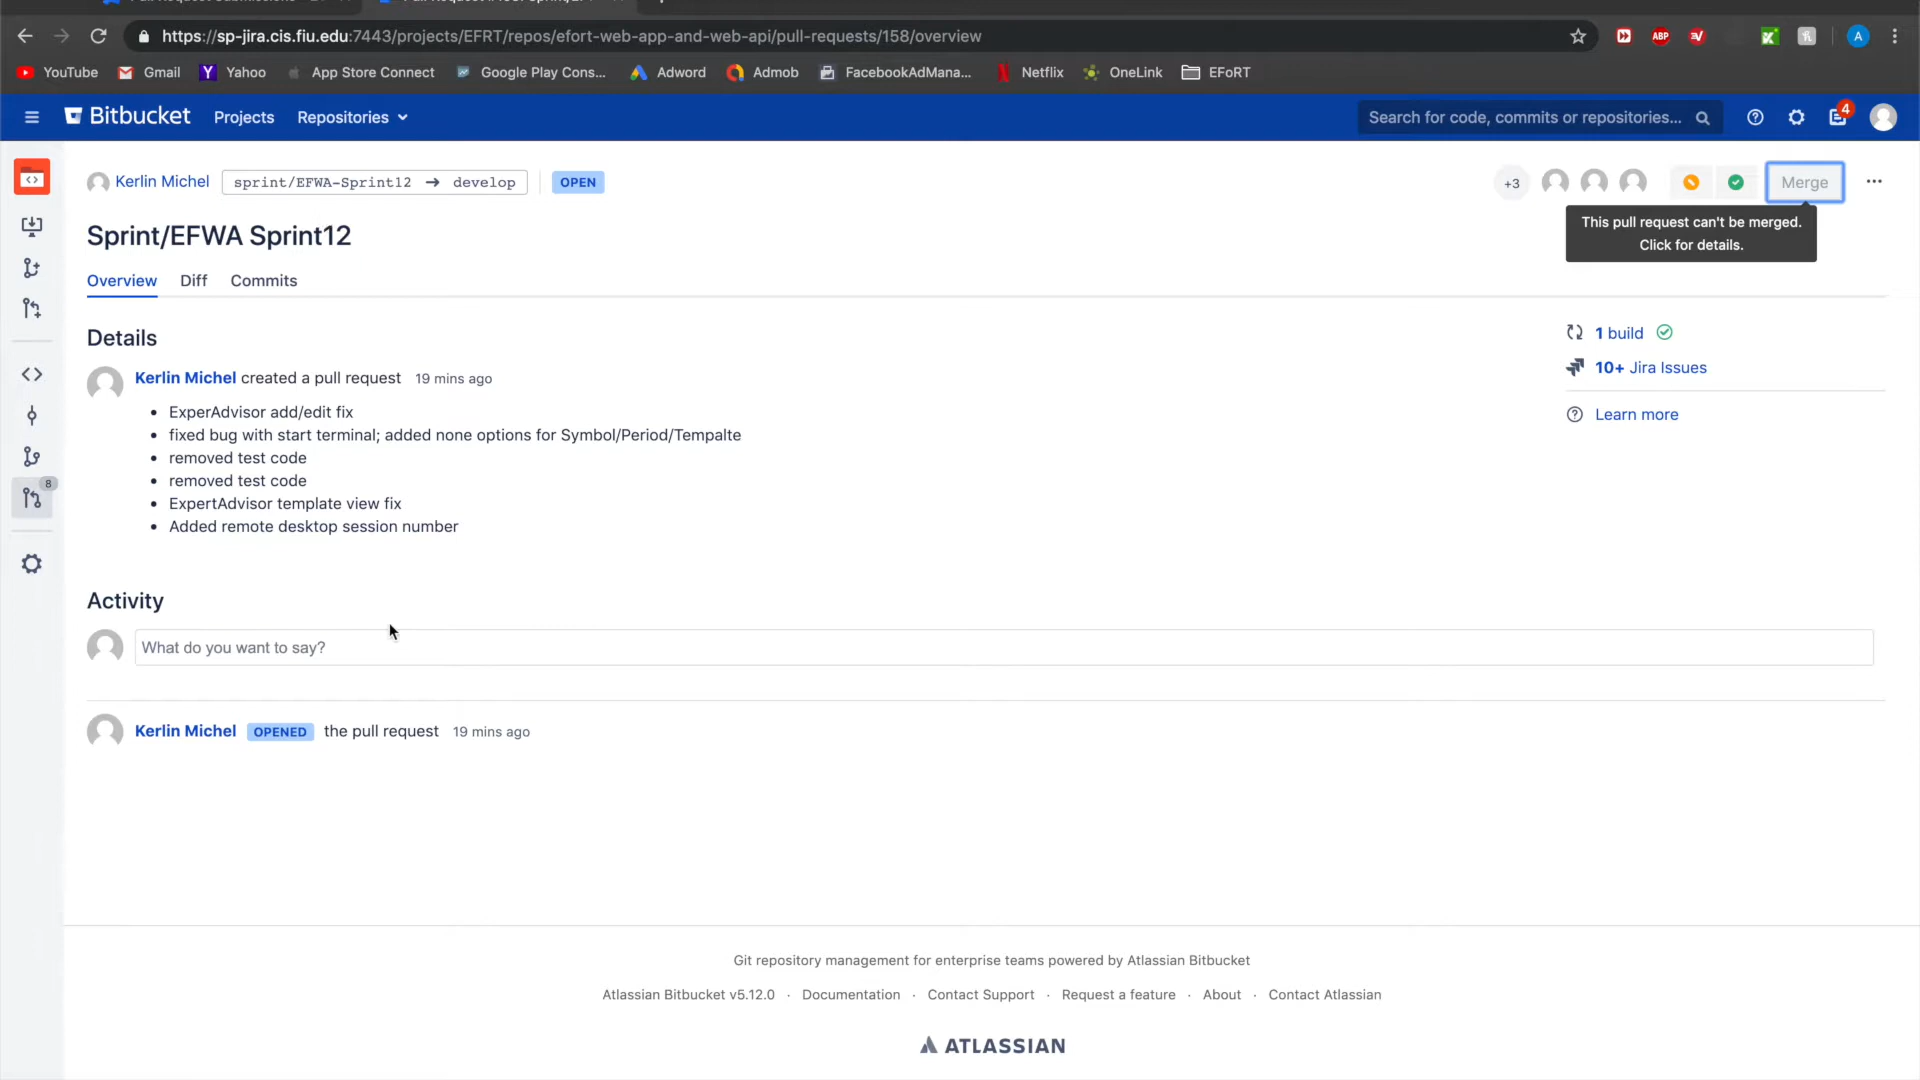 https://sp-jira.cis.fiu.edu:7443/projects/EFRT/repos/efort-web-app-and-web-api/pull-requests/158/overview
ABP
A
YouTube Gmail Yahoo App Store Connect Google Play Cons... Adword Admob FacebookAdMana... Netflix OneLink EFoRT
Bitbucket Projects Repositories Search for code, commits or repositories... 4
Kerlin Michel sprint/EFWA-Sprint12 → develop OPEN +3 Merge
This pull request can't be merged.
Click for details.
Sprint/EFWA Sprint12
Overview Diff Commits
Details
1 build
Kerlin Michel created a pull request 19 mins ago
10+ Jira Issues
Learn more
• ExperAdvisor add/edit fix
• fixed bug with start terminal; added none options for Symbol/Period/Tempalte
• removed test code
• removed test code
• ExpertAdvisor template view fix
• Added remote desktop session number
8
Activity
What do you want to say?
Kerlin Michel OPENED the pull request 19 mins ago
Git repository management for enterprise teams powered by Atlassian Bitbucket
Atlassian Bitbucket v5.12.0 · Documentation · Contact Support · Request a feature · About · Contact Atlassian
ATLASSIAN